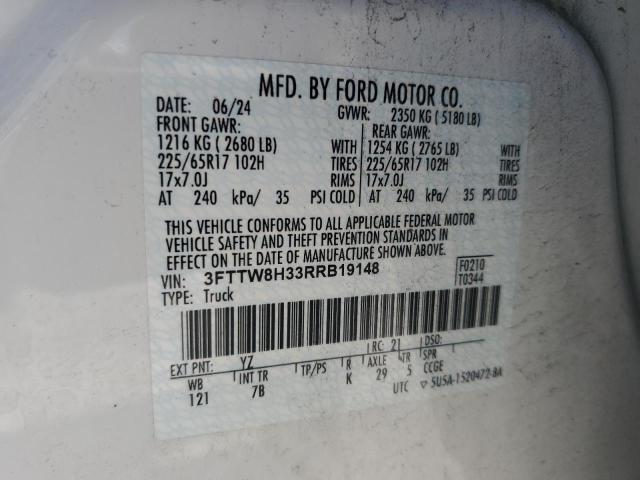 MFD. BY FORD MOTOR CO.
DATE: 06/24 GVWR: 2350 KG ( 5180 LB)
FRONT GAWR: REAR GAWR:
1216 KG ( 2680 LB) 1254 KG ( 2765 LB)
225/65R17 102H TIRES 225/65R17 102H TIRES
17x7.0J RIMS 17x7.0J RIMS
AT 240 kPa/ 35 PSI COLD AT 240 kPa/ 35 PSI COLD
THIS VEHICLE CONFORMS TO ALL APPLICABLE FEDERAL MOTOR
VEHICLE SAFETY AND THEFT PREVENTION STANDARDS IN
EFFECT ON THE DATE OF MANUFACTURE SHOWN ABOVE.
VIN: 3FTTW8H33RRB19148 F0210
TYPE: Truck T0344
EXT PNT: YZ RC: 21 DSO:
WB INT TR TP/PS R AXLE TR SPR
121 7B K 29 5 CCGE
UTC ▽ 5U5A-1520472-BA